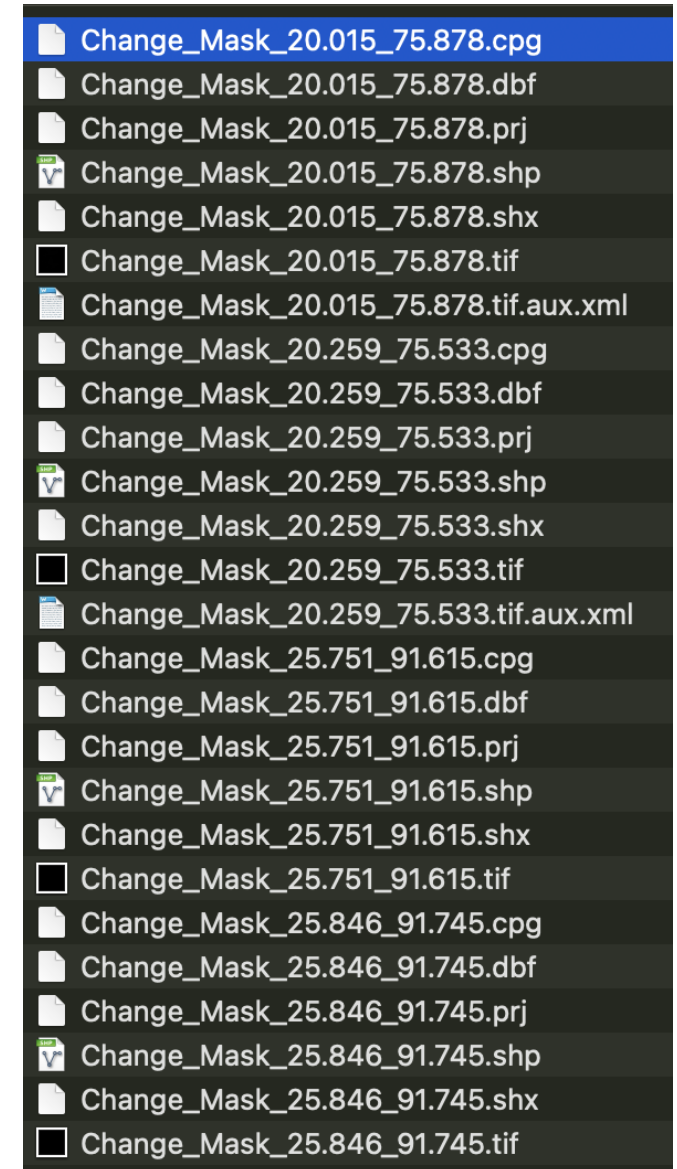 Change_Mask_20.015_75.878.cpg
Change_Mask_20.015_75.878.dbf
Change_Mask_20.015_75.878.prj
Change_Mask_20.015_75.878.shp
Change_Mask_20.015_75.878.shx
Change_Mask_20.015_75.878.tif
Change_Mask_20.015_75.878.tif.aux.xml
Change_Mask_20.259_75.533.cpg
Change_Mask_20.259_75.533.dbf
Change_Mask_20.259_75.533.prj
Change_Mask_20.259_75.533.shp
Change_Mask_20.259_75.533.shx
Change_Mask_20.259_75.533.tif
Change_Mask_20.259_75.533.tif.aux.xml
Change_Mask_25.751_91.615.cpg
Change_Mask_25.751_91.615.dbf
Change_Mask_25.751_91.615.prj
Change_Mask_25.751_91.615.shp
Change_Mask_25.751_91.615.shx
Change_Mask_25.751_91.615.tif
Change_Mask_25.846_91.745.cpg
Change_Mask_25.846_91.745.dbf
Change_Mask_25.846_91.745.prj
Change_Mask_25.846_91.745.shp
Change_Mask_25.846_91.745.shx
Change_Mask_25.846_91.745.tif